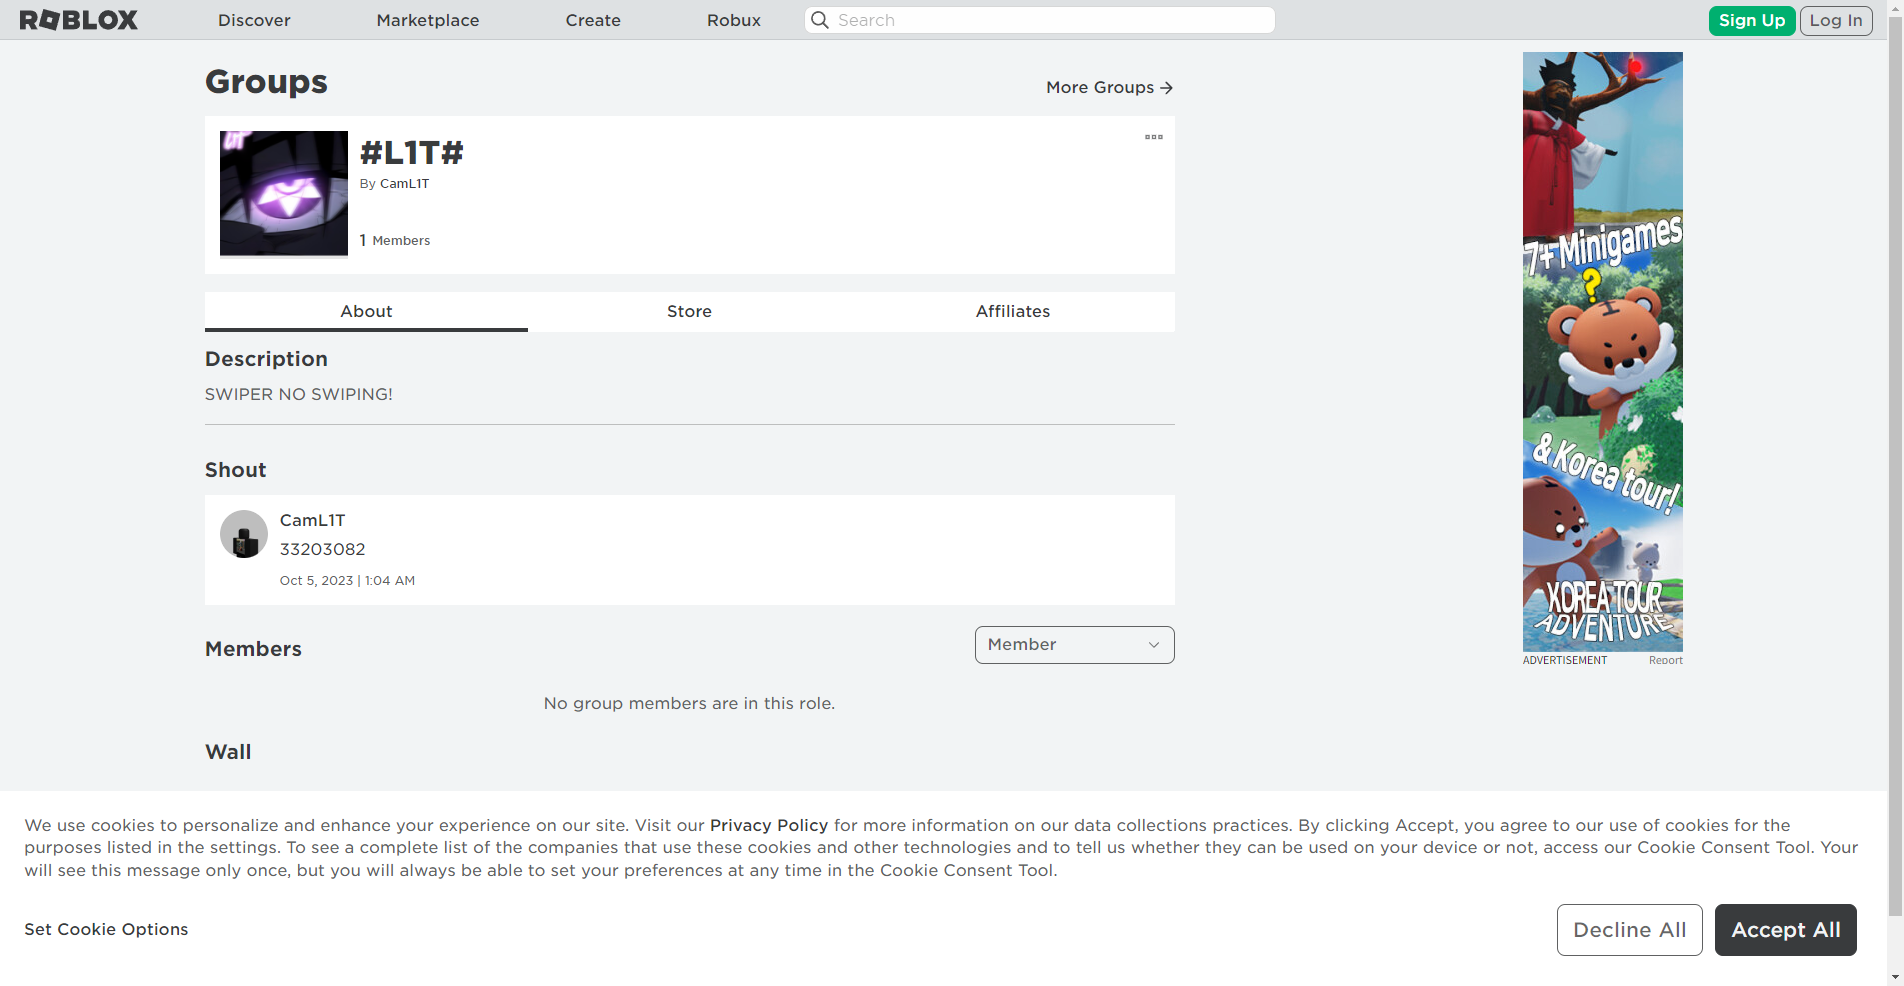 ROBLOX
Discover
Marketplace
Create
Robux
Search
Sign Up
Log In
Groups
More Groups →
#L1T#
By CamL1T
1 Members
About
Store
Affiliates
Description
SWIPER NO SWIPING!
Shout
CamL1T
33203082
Oct 5, 2023 | 1:04 AM
Members
Member
No group members are in this role.
Wall
7+ Minigames
?
& Korea tour!
KOREA TOUR
ADVENTURE
ADVERTISEMENT
Report
We use cookies to personalize and enhance your experience on our site. Visit our Privacy Policy for more information on our data collections practices. By clicking Accept, you agree to our use of cookies for the
purposes listed in the settings. To see a complete list of the companies that use these cookies and other technologies and to tell us whether they can be used on your device or not, access our Cookie Consent Tool. Your
will see this message only once, but you will always be able to set your preferences at any time in the Cookie Consent Tool.
Set Cookie Options
Decline All
Accept All